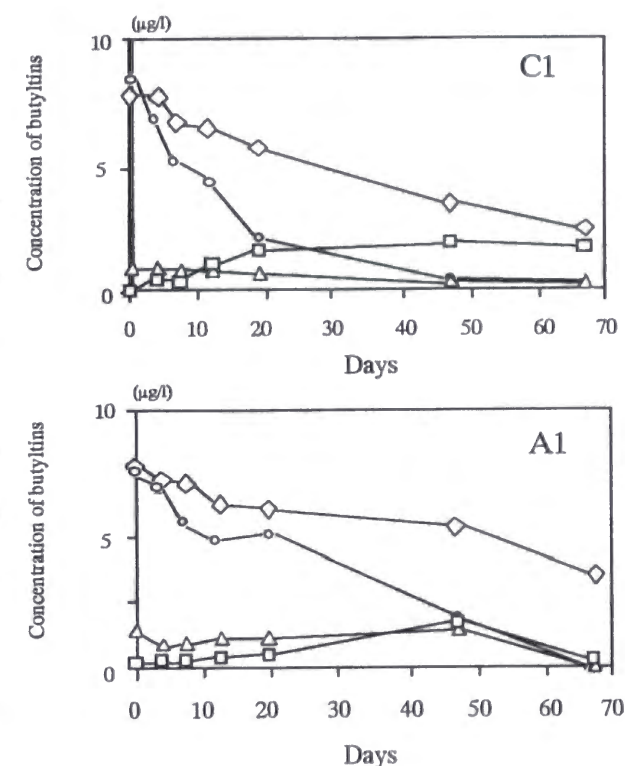 (μg/l)
10
C1
Concentration of butyltins
5
0
0 10 20 30 40 50 60 70
Days
(μg/l)
10
A1
Concentration of butyltins
5
0
0 10 20 30 40 50 60 70
Days